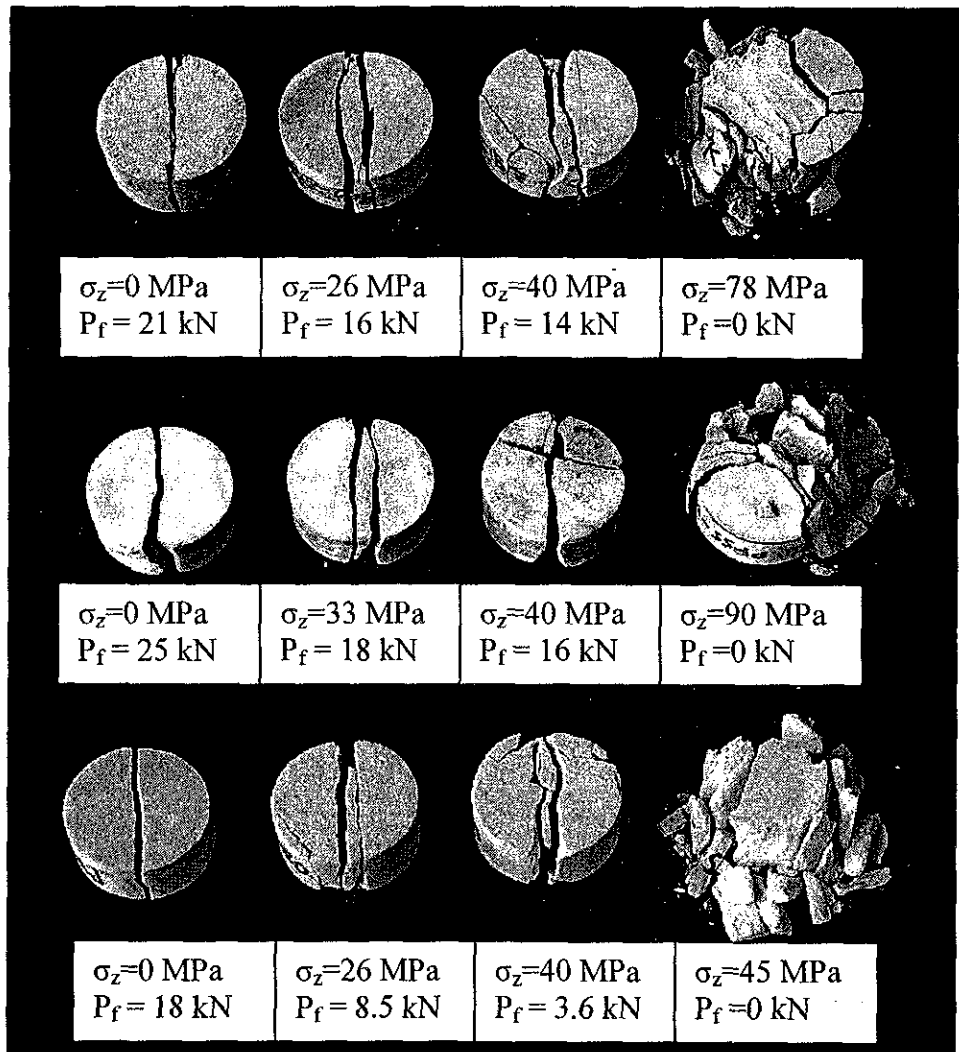 σz=0 MPa
Pf = 21 kN
σz=26 MPa
Pf = 16 kN
σz=40 MPa
Pf = 14 kN
σz=78 MPa
Pf=0 kN
σz=0 MPa
Pf = 25 kN
σz=33 MPa
Pf = 18 kN
σz=40 MPa
Pf = 16 kN
σz=90 MPa
Pf=0 kN
σz=0 MPa
Pf = 18 kN
σz=26 MPa
Pf = 8.5 kN
σz=40 MPa
Pf = 3.6 kN
σz=45 MPa
Pf =0 kN